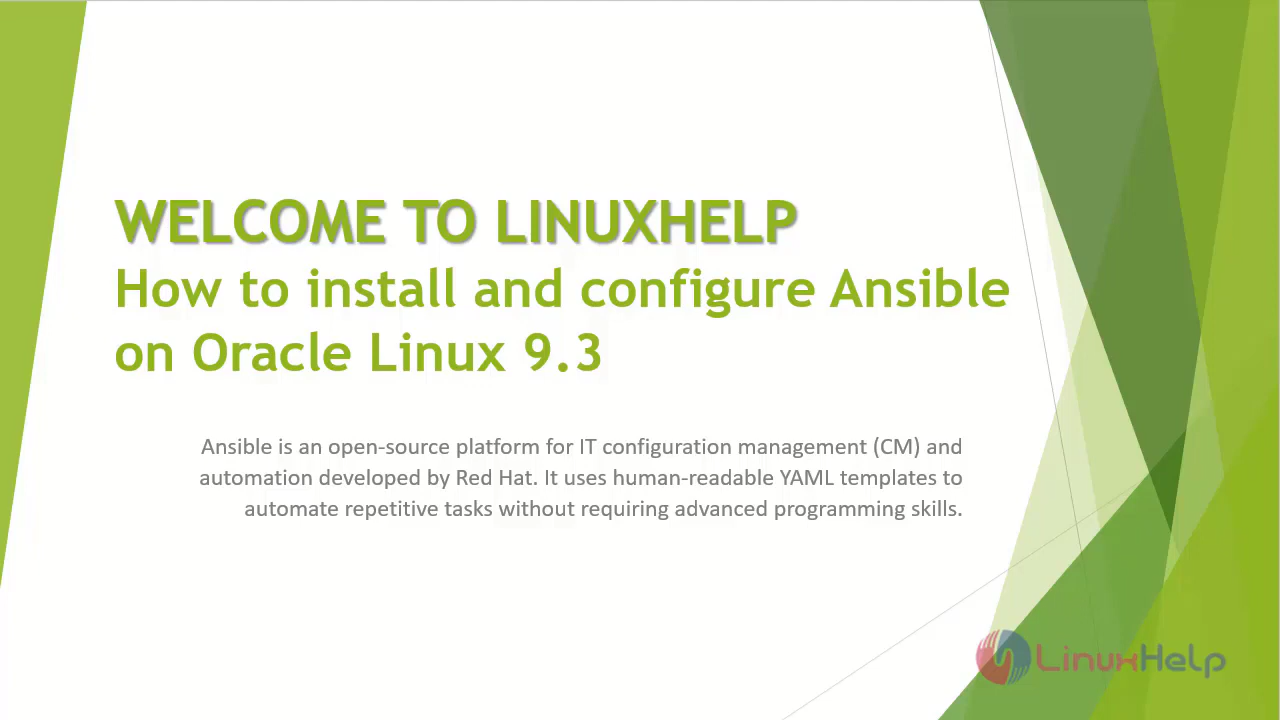 WELCOME TO LINUXHELP
How to install and configure Ansible
on Oracle Linux 9.3
Ansible is an open-source platform for IT configuration management (CM) and
automation developed by Red Hat. It uses human-readable YAML templates to
automate repetitive tasks without requiring advanced programming skills.
LinuxHelp